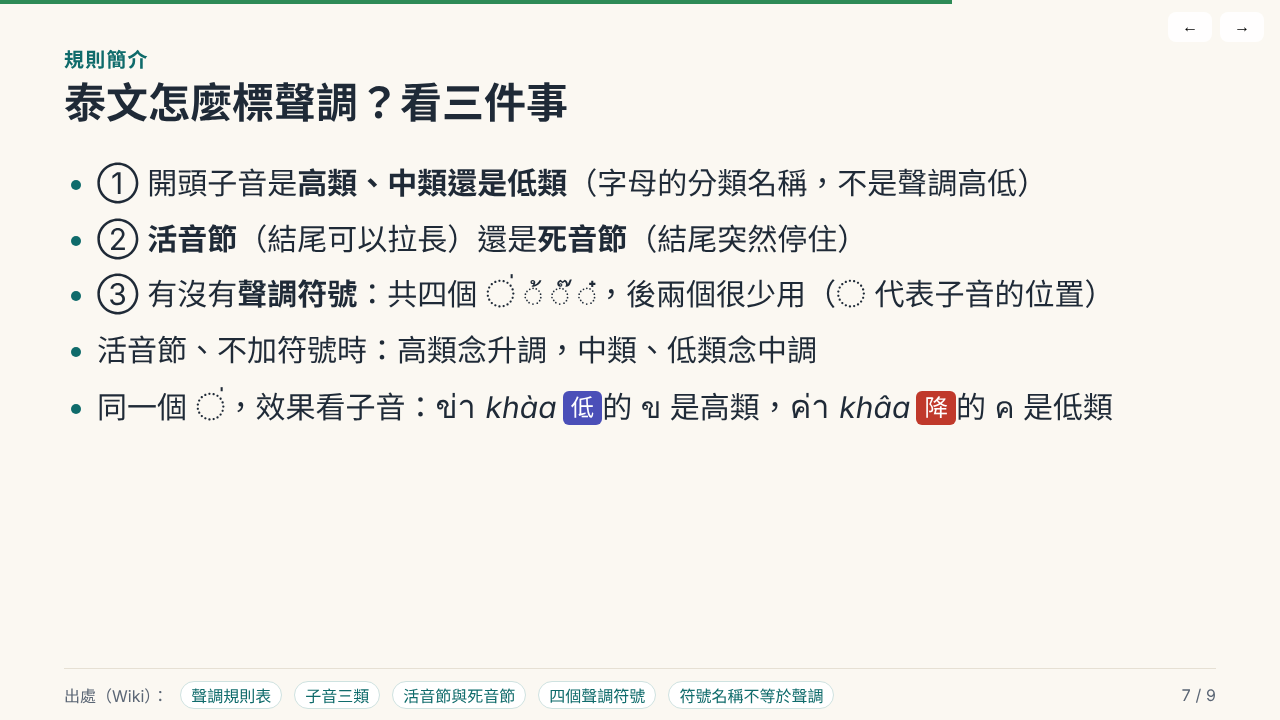 ← →
規則簡介
泰文怎麼標聲調？看三件事
• ① 開頭子音是高類、中類還是低類（字母的分類名稱，不是聲調高低）
• ② 活音節（結尾可以拉長）還是死音節（結尾突然停住）
• ③ 有沒有聲調符號：共四個 ◌่ ◌้ ◌๊ ◌๋，後兩個很少用（◌ 代表子音的位置）
• 活音節、不加符號時：高類念升調，中類、低類念中調
• 同一個 ◌่，效果看子音：ข่า khàa 低的 ข 是高類，ค่า khâa 降的 ค 是低類
出處（Wiki）： 聲調規則表 子音三類 活音節與死音節 四個聲調符號 符號名稱不等於聲調 7 / 9